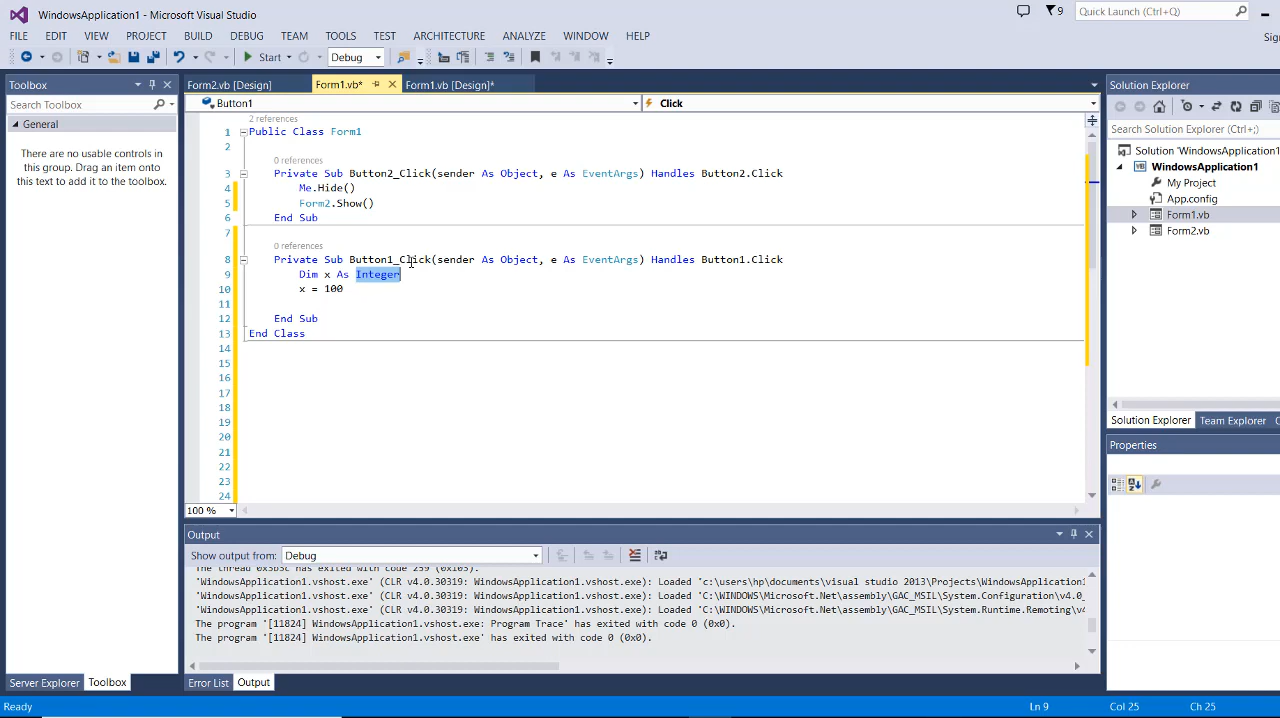 WindowsApplication1 - Microsoft Visual Studio
9
Quick Launch (Ctrl+Q)
FILE EDIT VIEW PROJECT BUILD DEBUG TEAM TOOLS TEST ARCHITECTURE ANALYZE WINDOW HELP
Start Debug
Toolbox
Search Toolbox
General
There are no usable controls in
this group. Drag an item onto
this text to add it to the toolbox.
Server Explorer Toolbox
Form2.vb [Design] Form1.vb* Form1.vb [Design]*
Button1 Click
2 references
1 Public Class Form1
2
0 references
3 Private Sub Button2_Click(sender As Object, e As EventArgs) Handles Button2.Click
4 Me.Hide()
5 Form2.Show()
6 End Sub
7
0 references
8 Private Sub Button1_Click(sender As Object, e As EventArgs) Handles Button1.Click
9 Dim x As Integer
10 x = 100
11
12 End Sub
13 End Class
14
15
16
17
18
19
20
21
22
23
24
100 %
Output
Show output from: Debug
The thread 0x3b3c has exited with code 259 (0x103).
'WindowsApplication1.vshost.exe' (CLR v4.0.30319: WindowsApplication1.vshost.exe): Loaded 'c:\users\hp\documents\visual studio 2013\Projects\WindowsApplication1
'WindowsApplication1.vshost.exe' (CLR v4.0.30319: WindowsApplication1.vshost.exe): Loaded 'C:\WINDOWS\Microsoft.Net\assembly\GAC_MSIL\System.Configuration\v4.0_
'WindowsApplication1.vshost.exe' (CLR v4.0.30319: WindowsApplication1.vshost.exe): Loaded 'C:\WINDOWS\Microsoft.Net\assembly\GAC_MSIL\System.Runtime.Remoting\v4
The program '[11824] WindowsApplication1.vshost.exe: Program Trace' has exited with code 0 (0x0).
The program '[11824] WindowsApplication1.vshost.exe' has exited with code 0 (0x0).
Error List Output
Solution Explorer
Search Solution Explorer (Ctrl+;)
Solution 'WindowsApplication1
WindowsApplication1
My Project
App.config
Form1.vb
Form2.vb
Solution Explorer Team Explorer
Properties
Ready Ln 9 Col 25 Ch 25